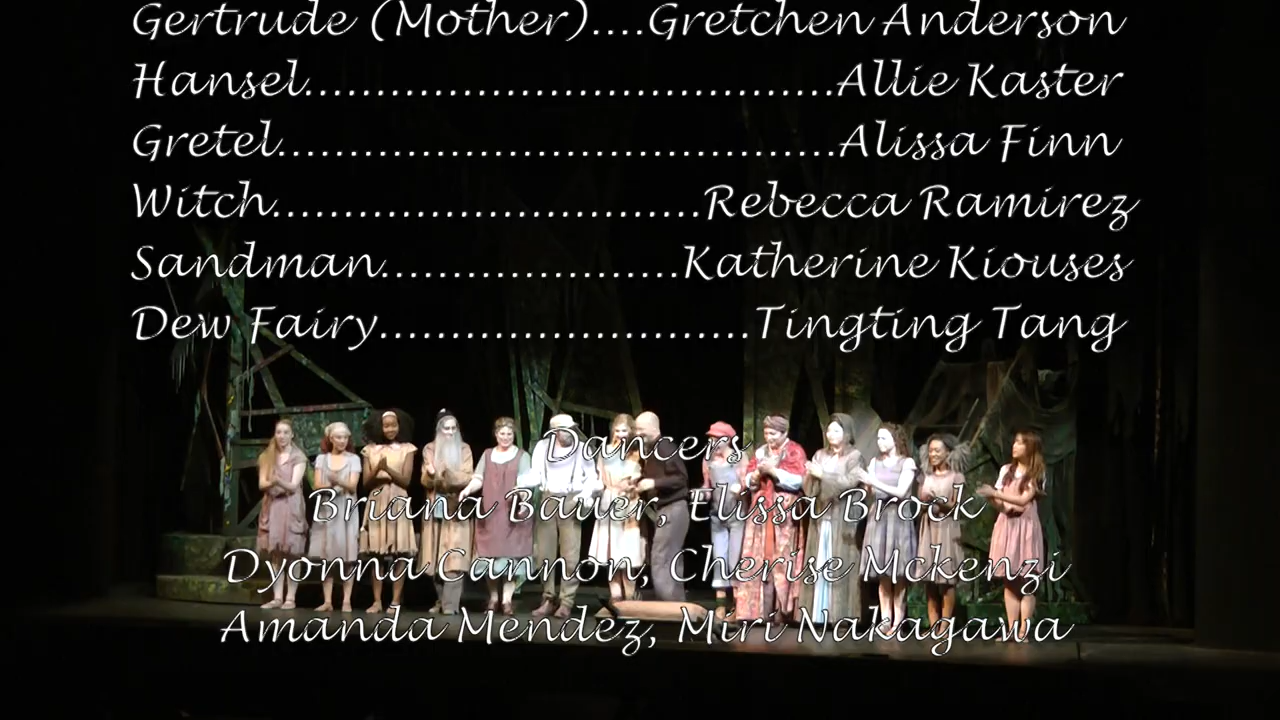 Gertrude (Mother)....Gretchen Anderson
Hansel.....................................Allie Kaster
Gretel.......................................Alissa Finn
Witch..............................Rebecca Ramirez
Sandman.....................Katherine Kiouses
Dew Fairy..........................Tingting Tang
Dancers
Briana Bauer, Elissa Brock
Dyonna Cannon, Cherise Mckenzi
Amanda Mendez, Miri Nakagawa